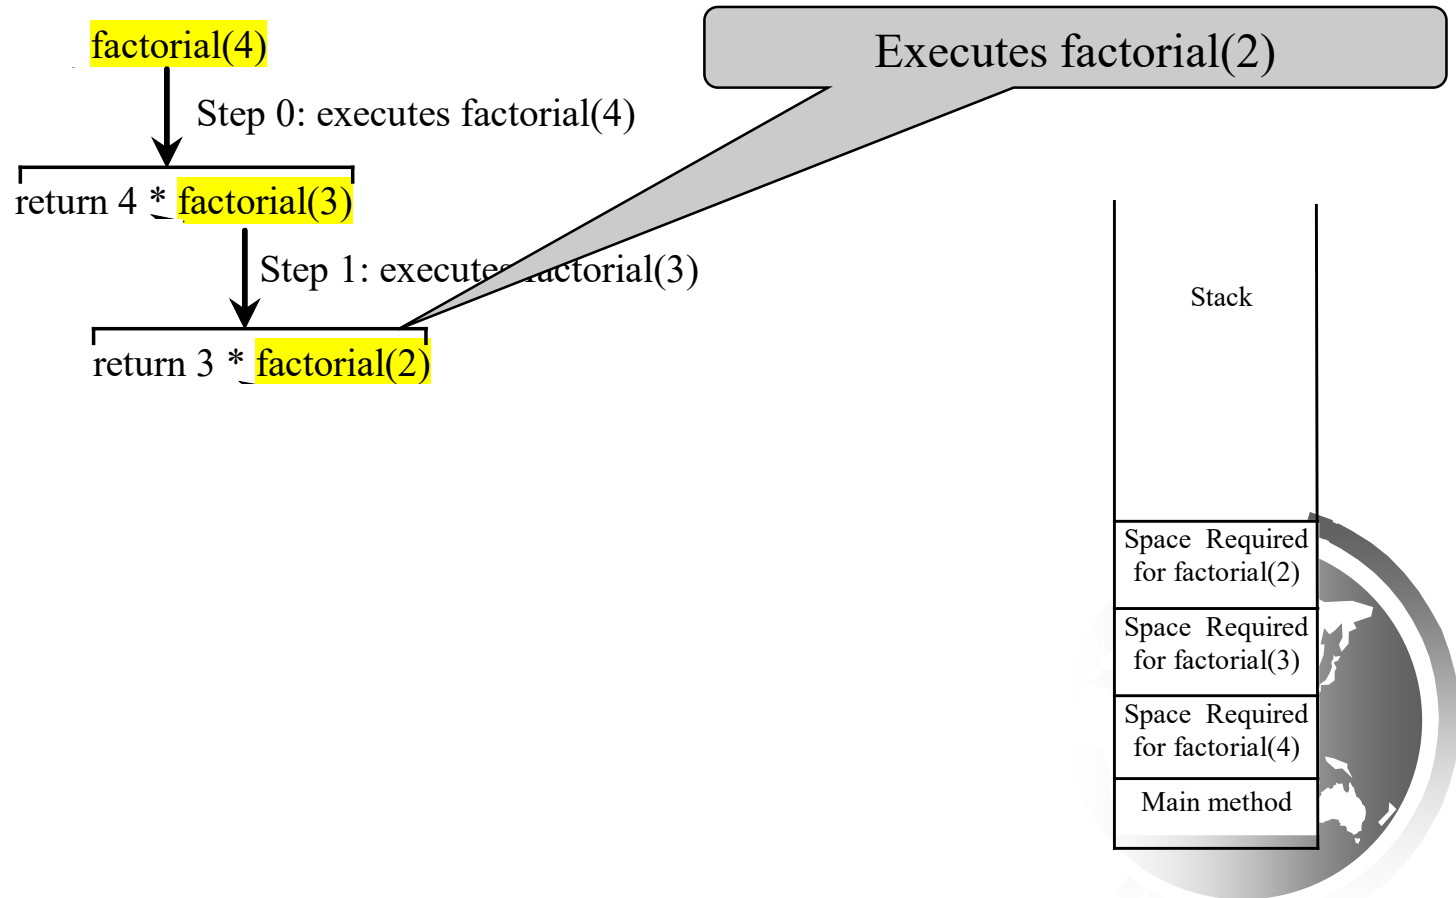 factorial(4)
Executes factorial(2)
Step 0: executes factorial(4)
return 4 * factorial(3)
Step 1: executes factorial(3)
return 3 * factorial(2)
Stack
Space Required
for factorial(2)
Space Required
for factorial(3)
Space Required
for factorial(4)
Main method